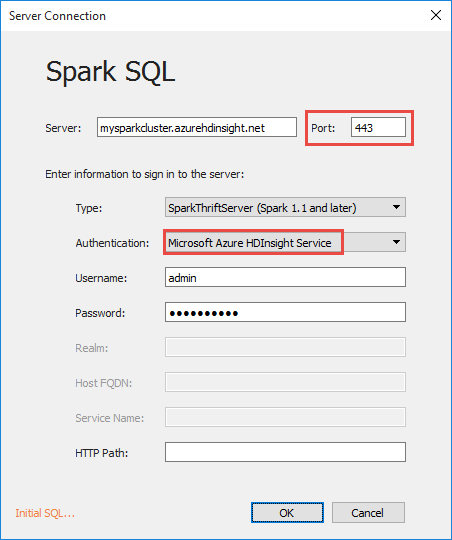 Server Connection
Spark SQL
Server: mysparkcluster.azurehdinsight.net Port: 443
Enter information to sign in to the server:
Type: SparkThriftServer (Spark 1.1 and later)
Authentication: Microsoft Azure HDInsight Service
Username: admin
Password: ●●●●●●●●●●
Realm:
Host FQDN:
Service Name:
HTTP Path:
Initial SQL... OK Cancel